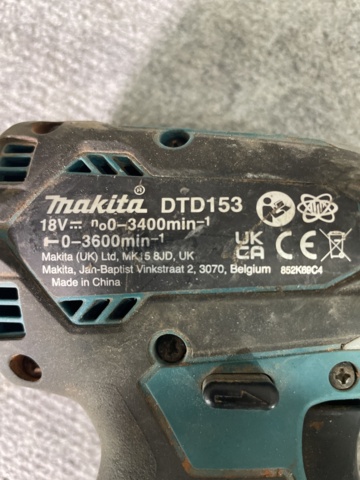 makita® DTD153
18V⎓ n₀0-3400min⁻¹
0-3600min⁻¹
Makita (UK) Ltd, MK15 8JD, UK
Makita, Jan-Baptist Vinkstraat 2, 3070, Belgium 852K69C4
Made in China
UK
CA CE